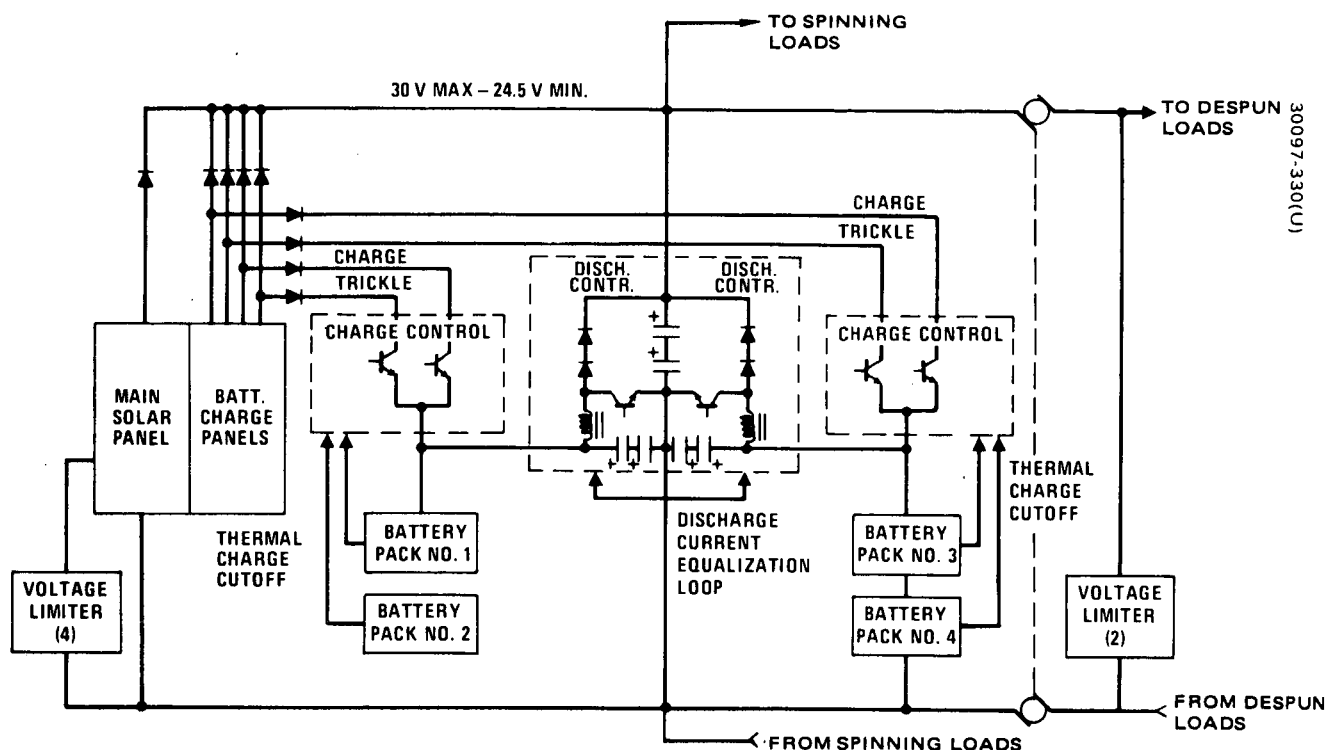 TO SPINNING
LOADS
30 V MAX – 24.5 V MIN.
TO DESPUN
LOADS
30097-330(U)
CHARGE
TRICKLE
CHARGE
TRICKLE
DISCH.
CONTR.
DISCH.
CONTR.
CHARGE CONTROL
CHARGE CONTROL
+
+
MAIN
SOLAR
PANEL
BATT.
CHARGE
PANELS
+ +
+ +
THERMAL
CHARGE
CUTOFF
THERMAL
CHARGE
CUTOFF
BATTERY
PACK NO. 1
DISCHARGE
CURRENT
EQUALIZATION
LOOP
BATTERY
PACK NO. 3
VOLTAGE
LIMITER
(4)
BATTERY
PACK NO. 2
BATTERY
PACK NO. 4
VOLTAGE
LIMITER
(2)
FROM DESPUN
LOADS
FROM SPINNING LOADS